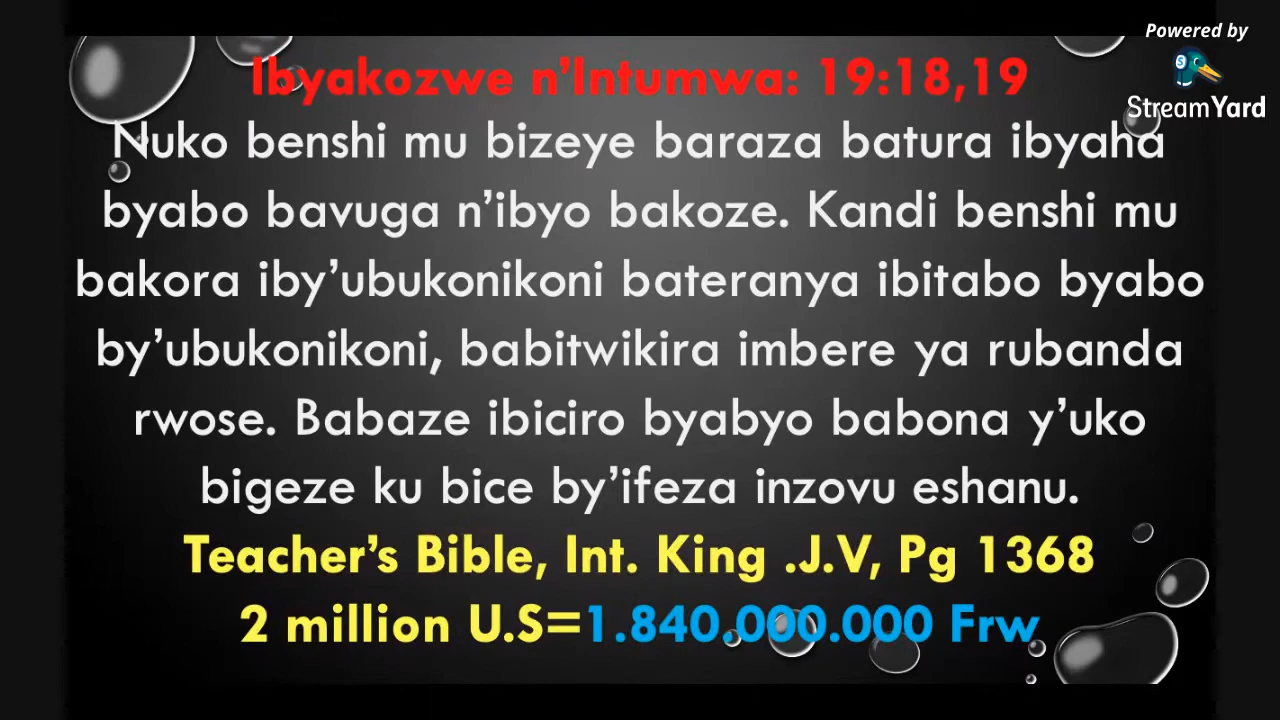 Powered by
StreamYard
Ibyakozwe n’Intumwa: 19:18,19
Nuko benshi mu bizeye baraza batura ibyaha
byabo bavuga n’ibyo bakoze. Kandi benshi mu
bakora iby’ubukonikoni bateranya ibitabo byabo
by’ubukonikoni, babitwikira imbere ya rubanda
rwose. Babaze ibiciro byabyo babona y’uko
bigeze ku bice by’ifeza inzovu eshanu.
Teacher’s Bible, Int. King .J.V, Pg 1368
2 million U.S=1.840.000.000 Frw